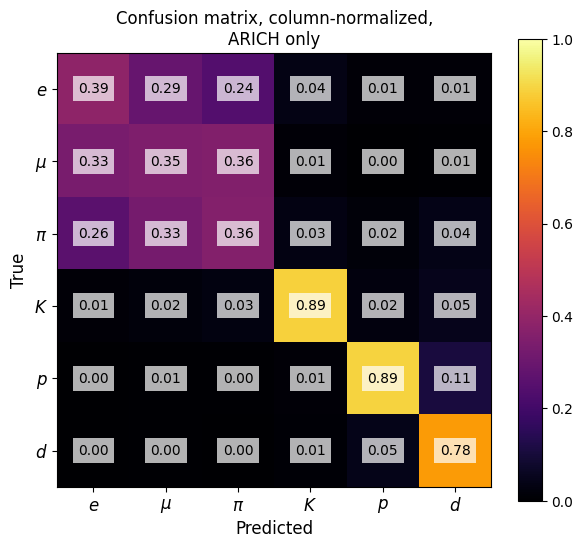 Confusion matrix, column-normalized,
ARICH only
e 0.39 0.29 0.24 0.04 0.01 0.01
μ 0.33 0.35 0.36 0.01 0.00 0.01
π 0.26 0.33 0.36 0.03 0.02 0.04
K 0.01 0.02 0.03 0.89 0.02 0.05
p 0.00 0.01 0.00 0.01 0.89 0.11
d 0.00 0.00 0.00 0.01 0.05 0.78
e μ π K p d
True
Predicted
1.0
0.8
0.6
0.4
0.2
0.0